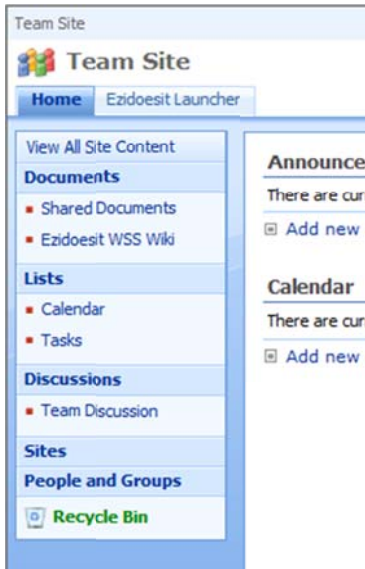 Team Site
Team Site
Home Ezidoesit Launcher
View All Site Content
Documents
Shared Documents
Ezidoesit WSS Wiki
Lists
Calendar
Tasks
Discussions
Team Discussion
Sites
People and Groups
Recycle Bin
Announce
There are cur
Add new
Calendar
There are cur
Add new